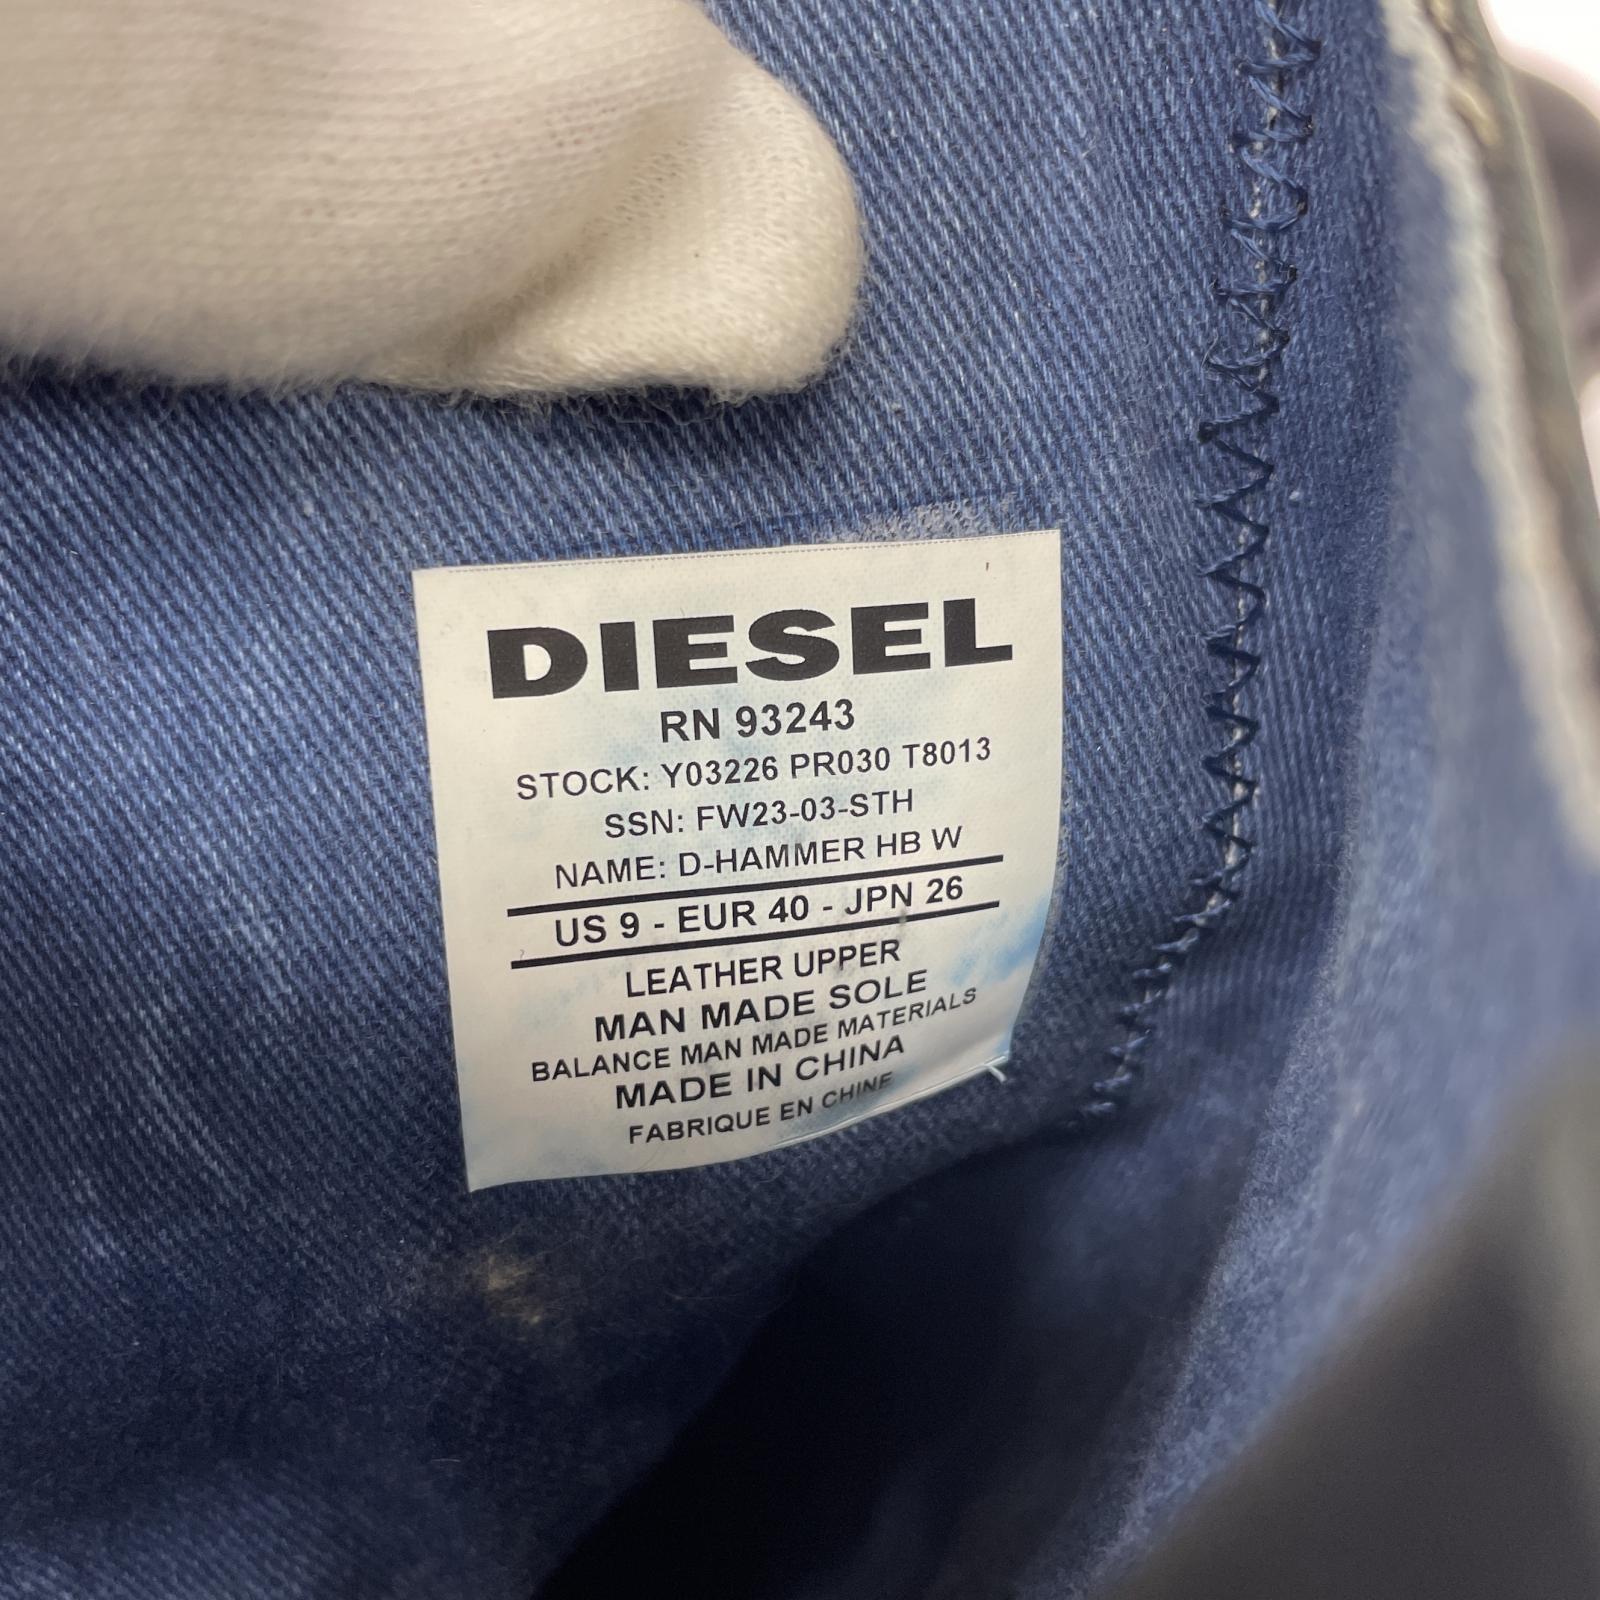 DIESEL
RN 93243
STOCK: Y03226 PR030 T8013
SSN: FW23-03-STH
NAME: D-HAMMER HB W
US 9 - EUR 40 - JPN 26
LEATHER UPPER
MAN MADE SOLE
BALANCE MAN MADE MATERIALS
MADE IN CHINA
FABRIQUE EN CHINE